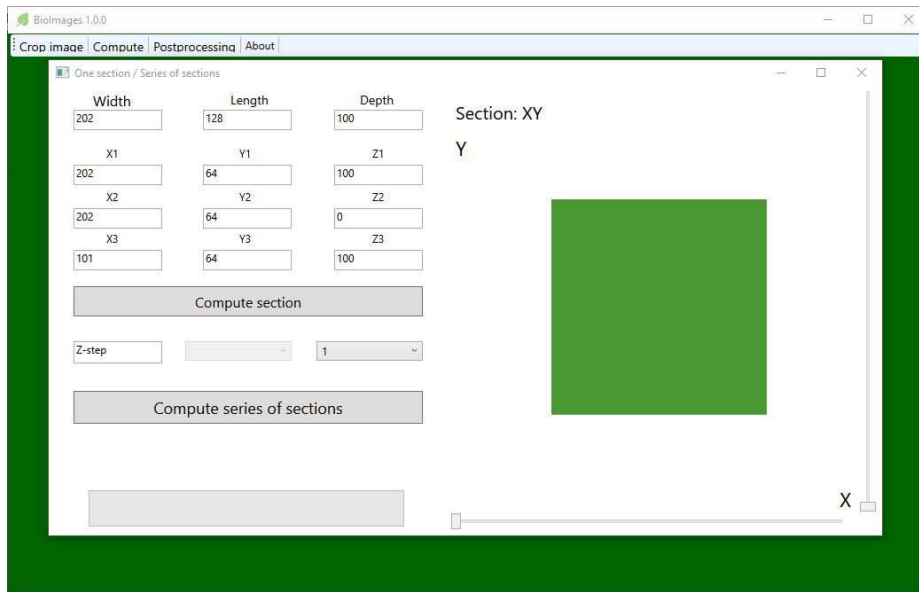 BioImages 1.0.0
Crop image Compute Postprocessing About
One section / Series of sections
Width Length Depth
202 128 100
X1 Y1 Z1
202 64 100
X2 Y2 Z2
202 64 0
X3 Y3 Z3
101 64 100
Compute section
Z-step 1
Compute series of sections
Section: XY
Y
X